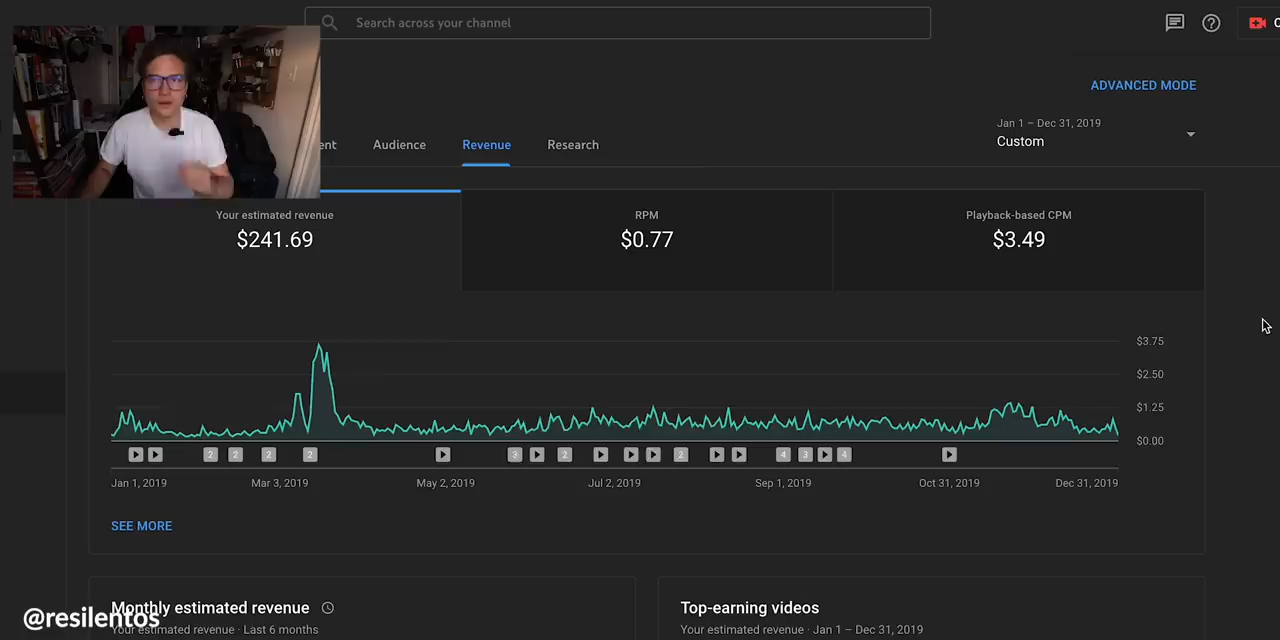 Search across your channel
ADVANCED MODE
Jan 1 – Dec 31, 2019
Custom
ent
Audience
Revenue
Research
Your estimated revenue
$241.69
RPM
$0.77
Playback-based CPM
$3.49
$3.75
$2.50
$1.25
$0.00
2 2 2 2 3 2 2 4 3 4
Jan 1, 2019
Mar 3, 2019
May 2, 2019
Jul 2, 2019
Sep 1, 2019
Oct 31, 2019
Dec 31, 2019
SEE MORE
Monthly estimated revenue
Your estimated revenue · Last 6 months
Top-earning videos
Your estimated revenue · Jan 1 – Dec 31, 2019
@resilentos